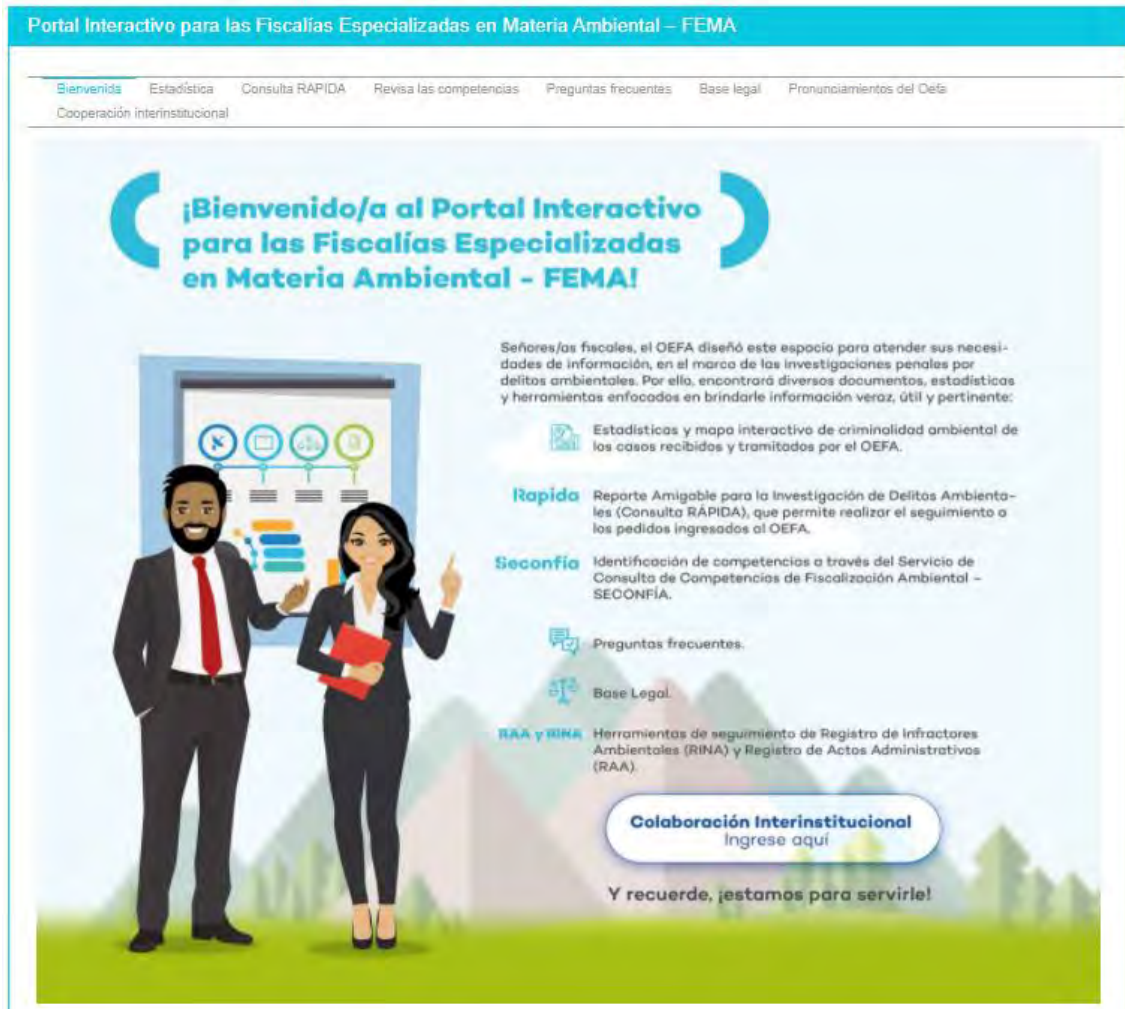 Portal Interactivo para las Fiscalías Especializadas en Materia Ambiental – FEMA
Bienvenida Estadística Consulta RAPIDA Revisa las competencias Preguntas frecuentes Base legal Pronunciamientos del Oefa
Cooperación interinstitucional
¡Bienvenido/a al Portal Interactivo
para las Fiscalías Especializadas
en Materia Ambiental - FEMA!
Señores/as fiscales, el OEFA diseñó este espacio para atender sus necesi-
dades de información, en el marco de las investigaciones penales por
delitos ambientales. Por ello, encontrará diversos documentos, estadísticas
y herramientas enfocados en brindarle información veraz, útil y pertinente:
Estadísticas y mapa interactivo de criminalidad ambiental de
los casos recibidos y tramitados por el OEFA.
Rapida Reporte Amigable para la Investigación de Delitos Ambienta-
les (Consulta RÁPIDA), que permite realizar el seguimiento a
los pedidos ingresados al OEFA.
Seconfía Identificación de competencias a través del Servicio de
Consulta de Competencias de Fiscalización Ambiental –
SECONFÍA.
Preguntas frecuentes.
Base Legal.
RAA y RINA Herramientas de seguimiento de Registro de Infractores
Ambientales (RINA) y Registro de Actos Administrativos
(RAA).
Colaboración Interinstitucional
Ingrese aquí
Y recuerde, ¡estamos para servirle!